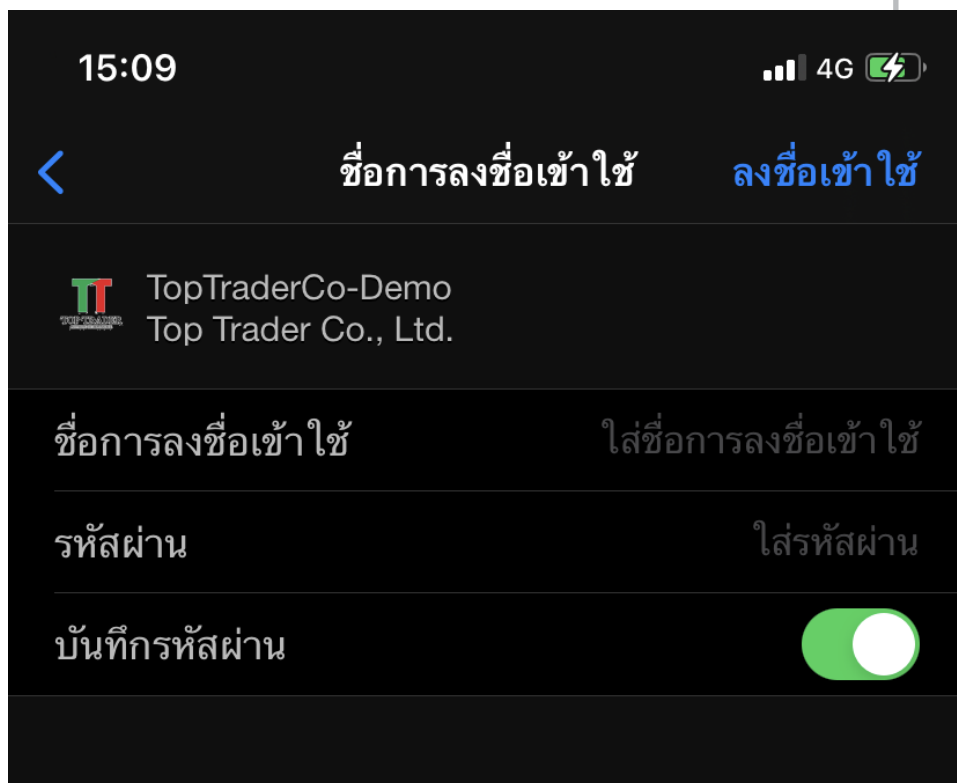 15:09
4G
ชื่อการลงชื่อเข้าใช้
ลงชื่อเข้าใช้
TopTraderCo-Demo
Top Trader Co., Ltd.
ชื่อการลงชื่อเข้าใช้ ใส่ชื่อการลงชื่อเข้าใช้
รหัสผ่าน ใส่รหัสผ่าน
บันทึกรหัสผ่าน